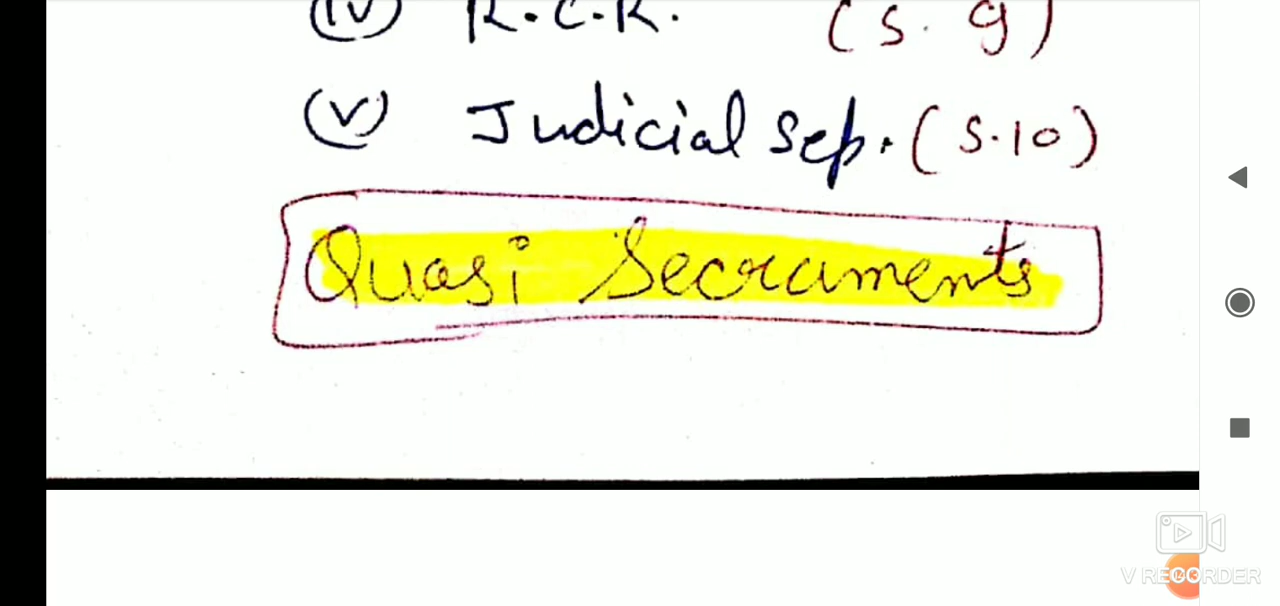 (iv) R.C.R. (S. 9)
(v) Judicial Sep. (S.10)
Quasi Secraments
V RECORDER